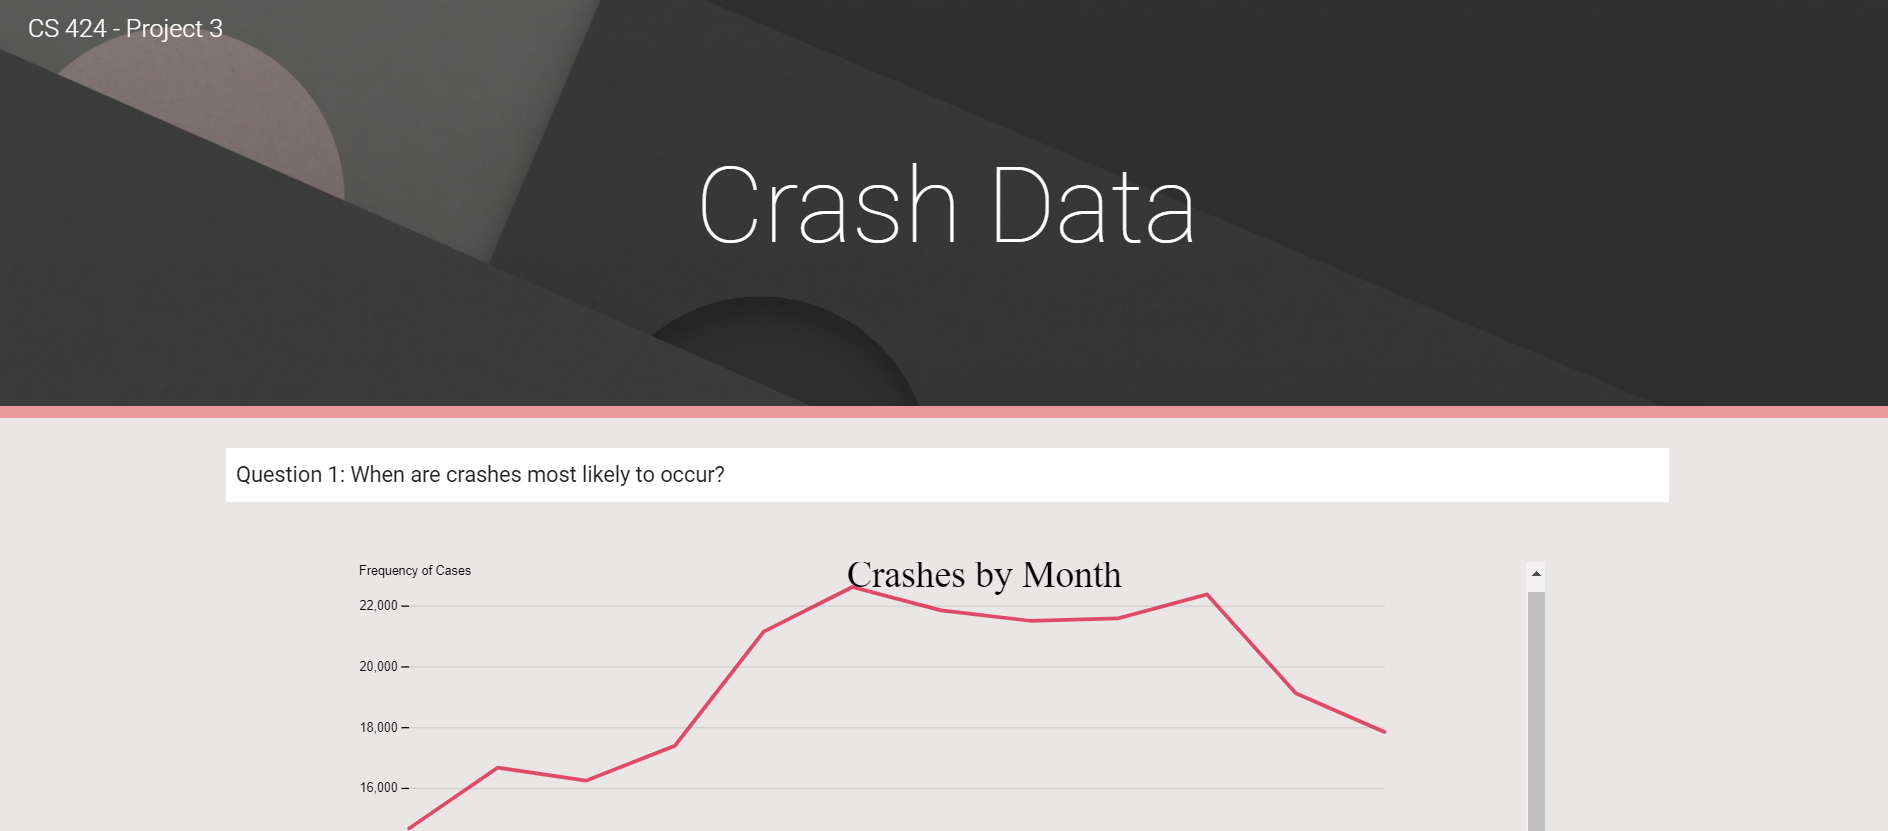 CS 424 - Project 3
Crash Data
Question 1: When are crashes most likely to occur?
Frequency of Cases
Crashes by Month
22,000
20,000
18,000
16,000